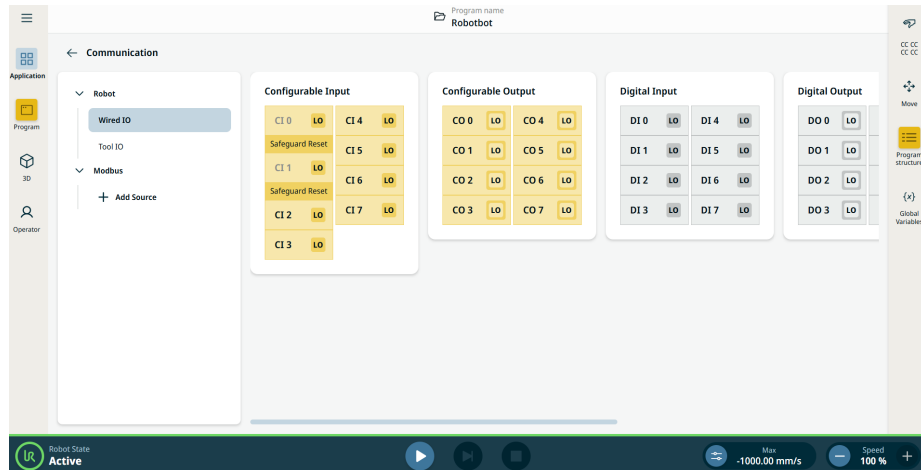 Program name
Robotbot
Application
Program
3D
Operator
Communication
Robot
Wired IO
Tool IO
Modbus
Add Source
Configurable Input
CI 0 LO CI 4 LO
Safeguard Reset
CI 5 LO
CI 1 LO
CI 6 LO
Safeguard Reset
CI 2 LO CI 7 LO
CI 3 LO
Configurable Output
CO 0 LO CO 4 LO
CO 1 LO CO 5 LO
CO 2 LO CO 6 LO
CO 3 LO CO 7 LO
Digital Input
DI 0 LO DI 4 LO
DI 1 LO DI 5 LO
DI 2 LO DI 6 LO
DI 3 LO DI 7 LO
Digital Output
DO 0 LO
DO 1 LO
DO 2 LO
DO 3 LO
CC CC
CC CC
Move
Program
structure
{x}
Global
Variables
UR
Robot State
Active
Max
-1000.00 mm/s
Speed
100 %